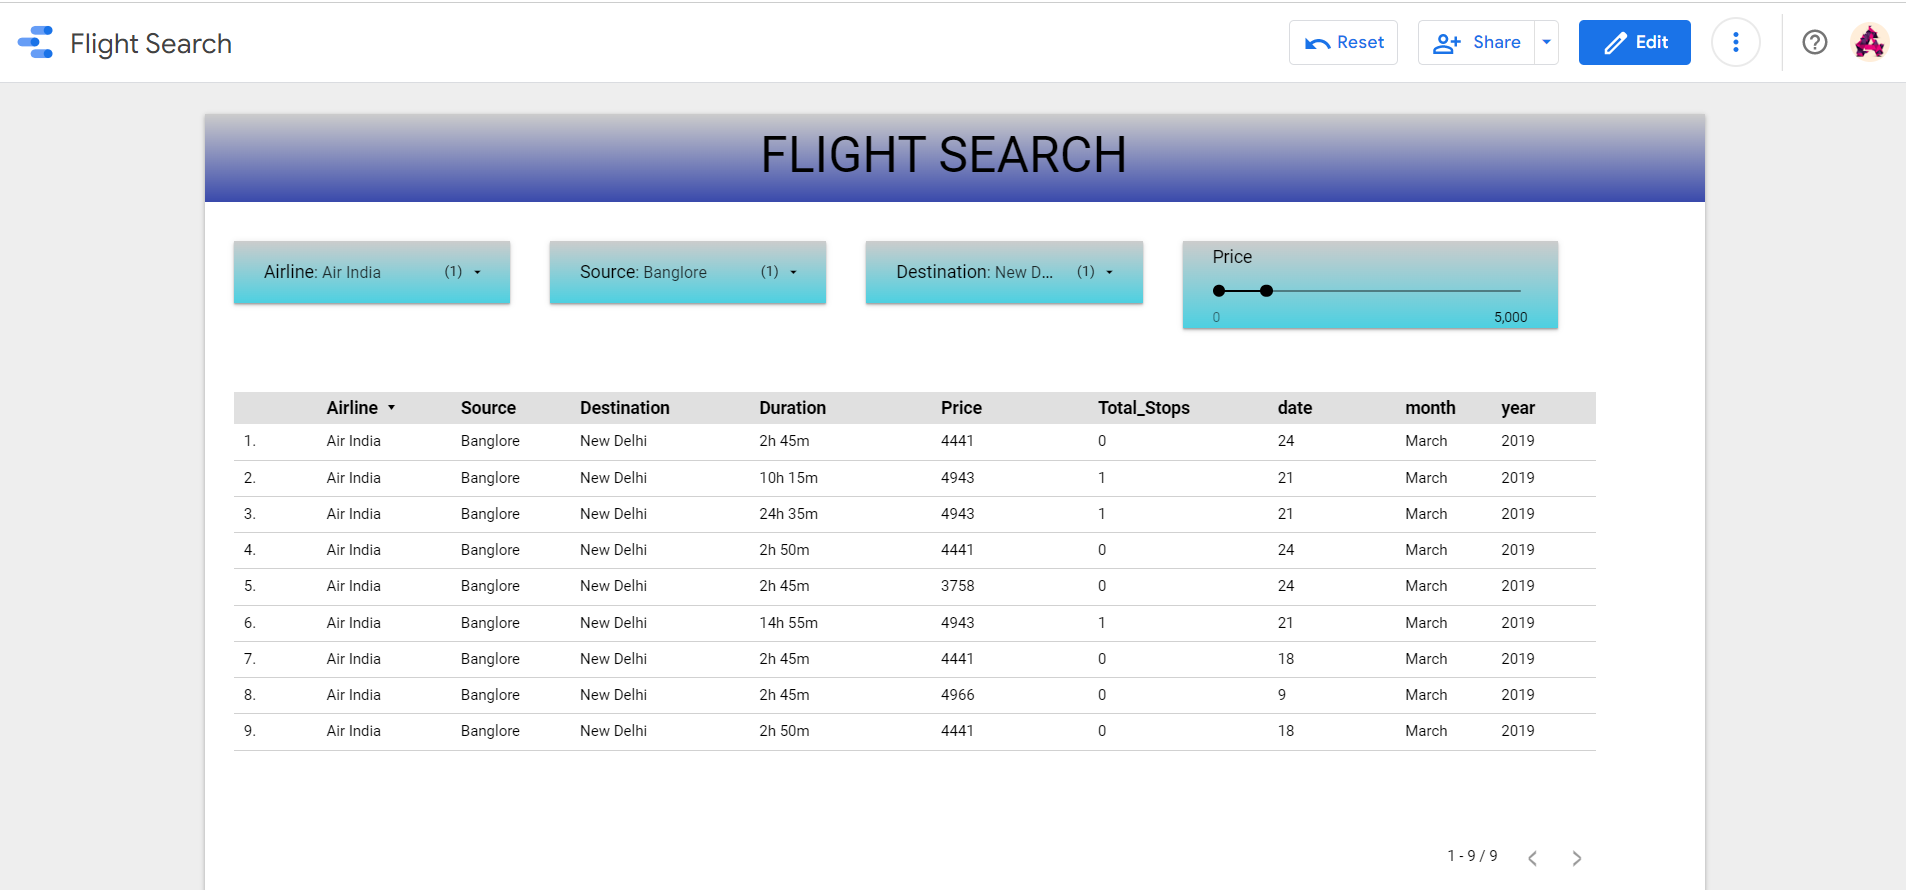 Flight Search
Reset
Share
Edit
FLIGHT SEARCH
Airline: Air India (1)
Source: Banglore (1)
Destination: New D... (1)
Price
0 5,000
Airline Source Destination Duration Price Total_Stops date month year
1. Air India Banglore New Delhi 2h 45m 4441 0 24 March 2019
2. Air India Banglore New Delhi 10h 15m 4943 1 21 March 2019
3. Air India Banglore New Delhi 24h 35m 4943 1 21 March 2019
4. Air India Banglore New Delhi 2h 50m 4441 0 24 March 2019
5. Air India Banglore New Delhi 2h 45m 3758 0 24 March 2019
6. Air India Banglore New Delhi 14h 55m 4943 1 21 March 2019
7. Air India Banglore New Delhi 2h 45m 4441 0 18 March 2019
8. Air India Banglore New Delhi 2h 45m 4966 0 9 March 2019
9. Air India Banglore New Delhi 2h 50m 4441 0 18 March 2019
1 - 9 / 9